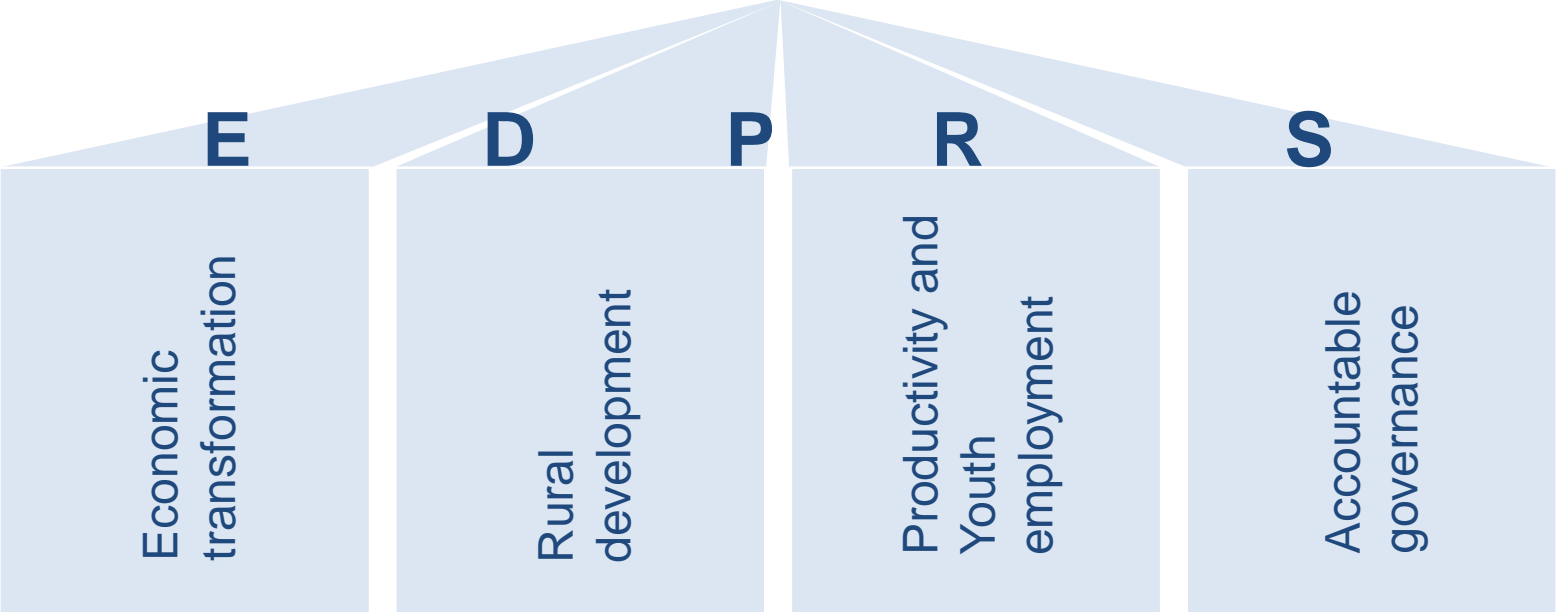 E D P R S
Economic
transformation
Rural
development
Productivity and
Youth
employment
Accountable
governance